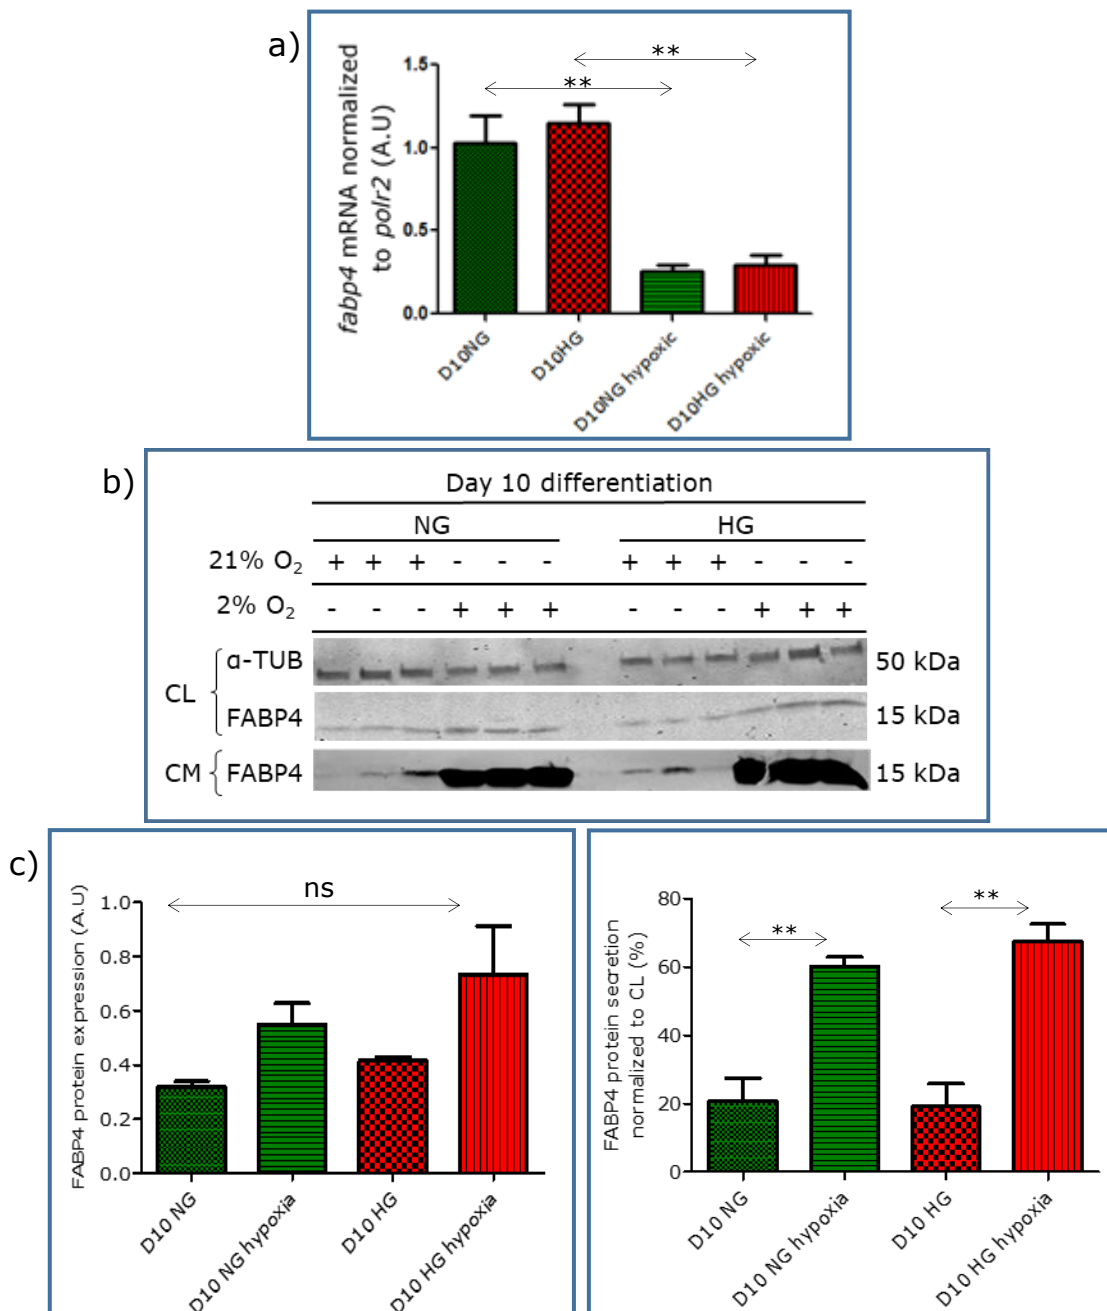 a)
fabp4 mRNA normalized
to polr2 (A.U)
**
**
1.5
1.0
0.5
0.0
D10NG
D10HG
D10NG hypoxic
D10HG hypoxic
b)
Day 10 differentiation
NG HG
21% O₂ + + + - - - + + + - - -
2% O₂ - - - + + + - - - + + +
CL
α-TUB 50 kDa
FABP4 15 kDa
CM FABP4 15 kDa
c)
FABP4 protein expression (A.U)
ns
1.0
0.8
0.6
0.4
0.2
0.0
D10 NG
D10 NG hypoxia
D10 HG
D10 HG hypoxia
FABP4 protein secretion
normalized to CL (%)
**
**
80
60
40
20
0
D10 NG
D10 NG hypoxia
D10 HG
D10 HG hypoxia